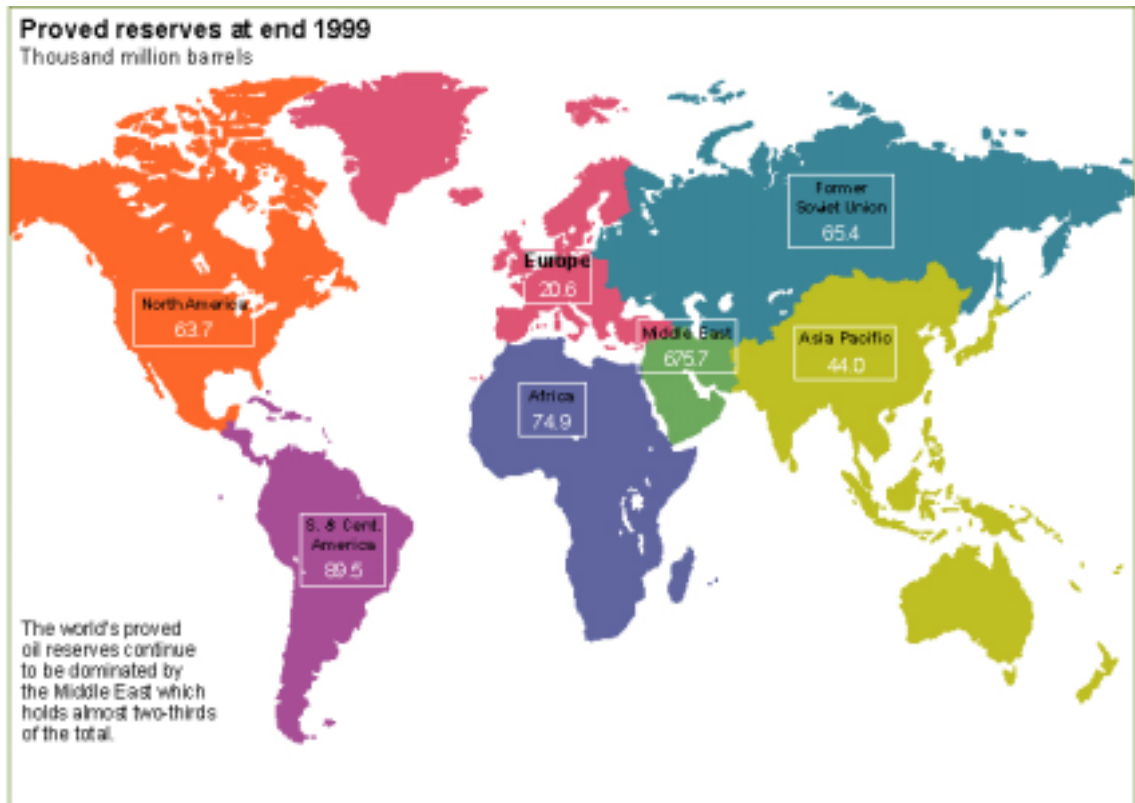 Proved reserves at end 1999
Thousand million barrels
Former
Soviet Union
65.4
Europe
20.6
North America
63.7
Middle East
675.7
Asia Pacific
44.0
Africa
74.9
S. & Cent.
America
89.5
The world's proved
oil reserves continue
to be dominated by
the Middle East which
holds almost two-thirds
of the total.